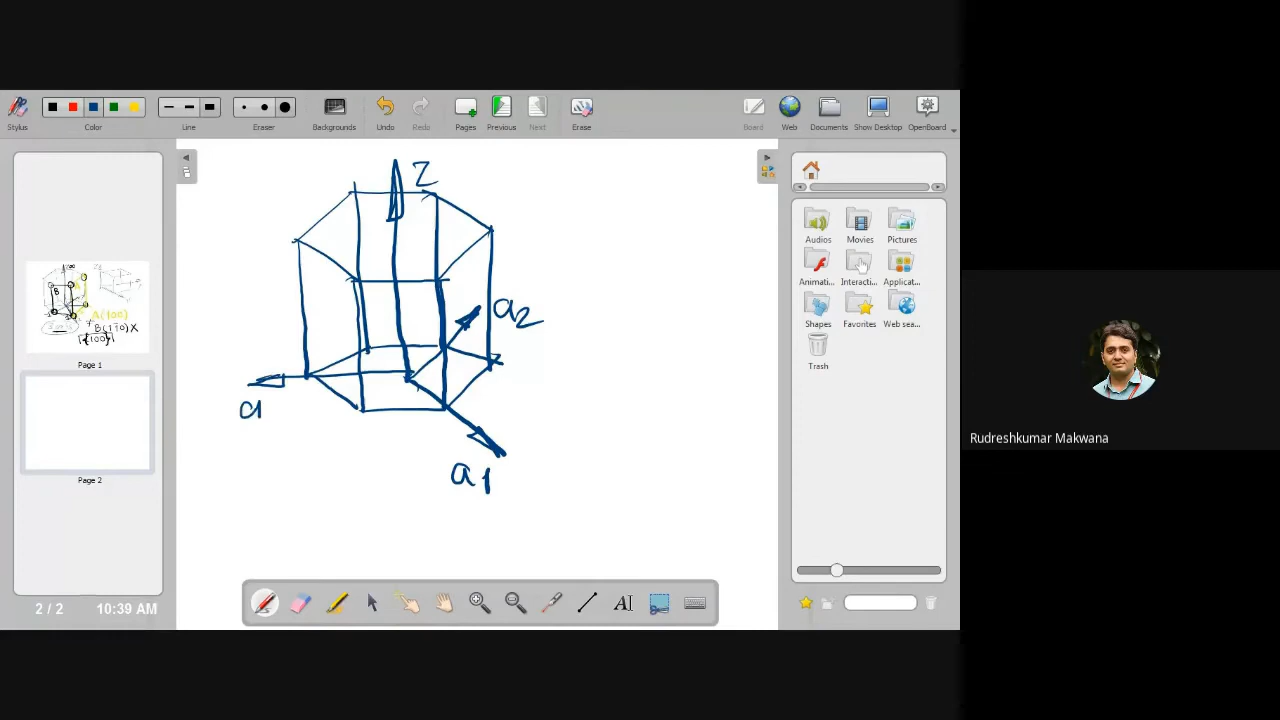 Stylus
Color
Line
Eraser
Backgrounds
Undo
Redo
Pages
Previous
Next
Erase
Board
Web
Documents
Show Desktop
OpenBoard
Z
a2
a
a1
A(100)
Page 1
Page 2
2 / 2
10:39 AM
Audios
Movies
Pictures
Animati...
Interacti...
Applicat...
Shapes
Favorites
Web sea...
Trash
Rudreshkumar Makwana